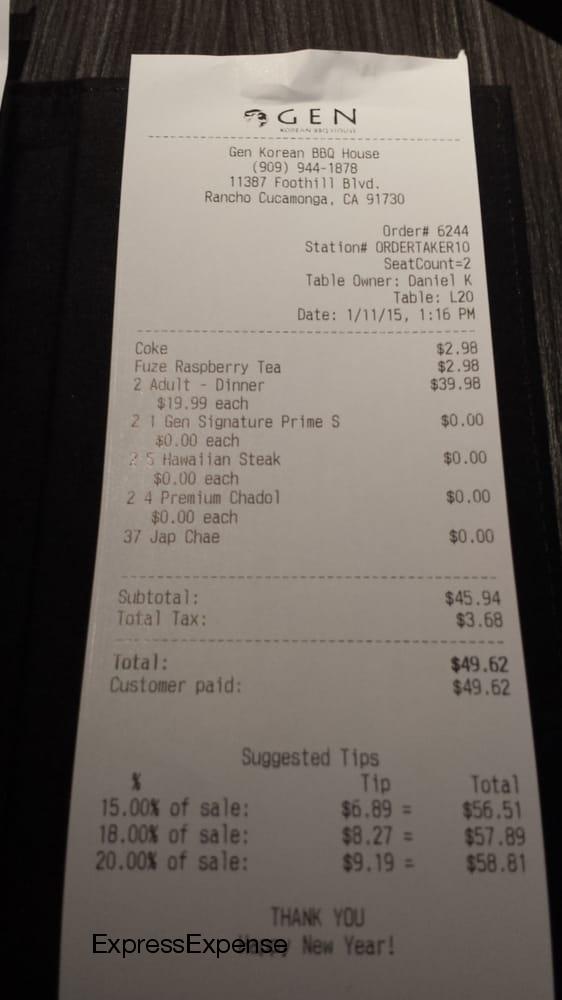 GEN
KOREAN BBQ HOUSE
Gen Korean BBQ House
(909) 944-1878
11387 Foothill Blvd.
Rancho Cucamonga, CA 91730
Order# 6244
Station# ORDERTAKER10
SeatCount=2
Table Owner: Daniel K
Table: L20
Date: 1/11/15, 1:16 PM
Coke $2.98
Fuze Raspberry Tea $2.98
2 Adult - Dinner $39.98
$19.99 each
2 1 Gen Signature Prime S $0.00
$0.00 each
2 5 Hawaiian Steak $0.00
$0.00 each
2 4 Premium Chadol $0.00
$0.00 each
37 Jap Chae $0.00
Subtotal: $45.94
Total Tax: $3.68
Total: $49.62
Customer paid: $49.62
Suggested Tips
% Tip Total
15.00% of sale: $6.89 = $56.51
18.00% of sale: $8.27 = $57.89
20.00% of sale: $9.19 = $58.81
THANK YOU
ExpressExpense
New Year!